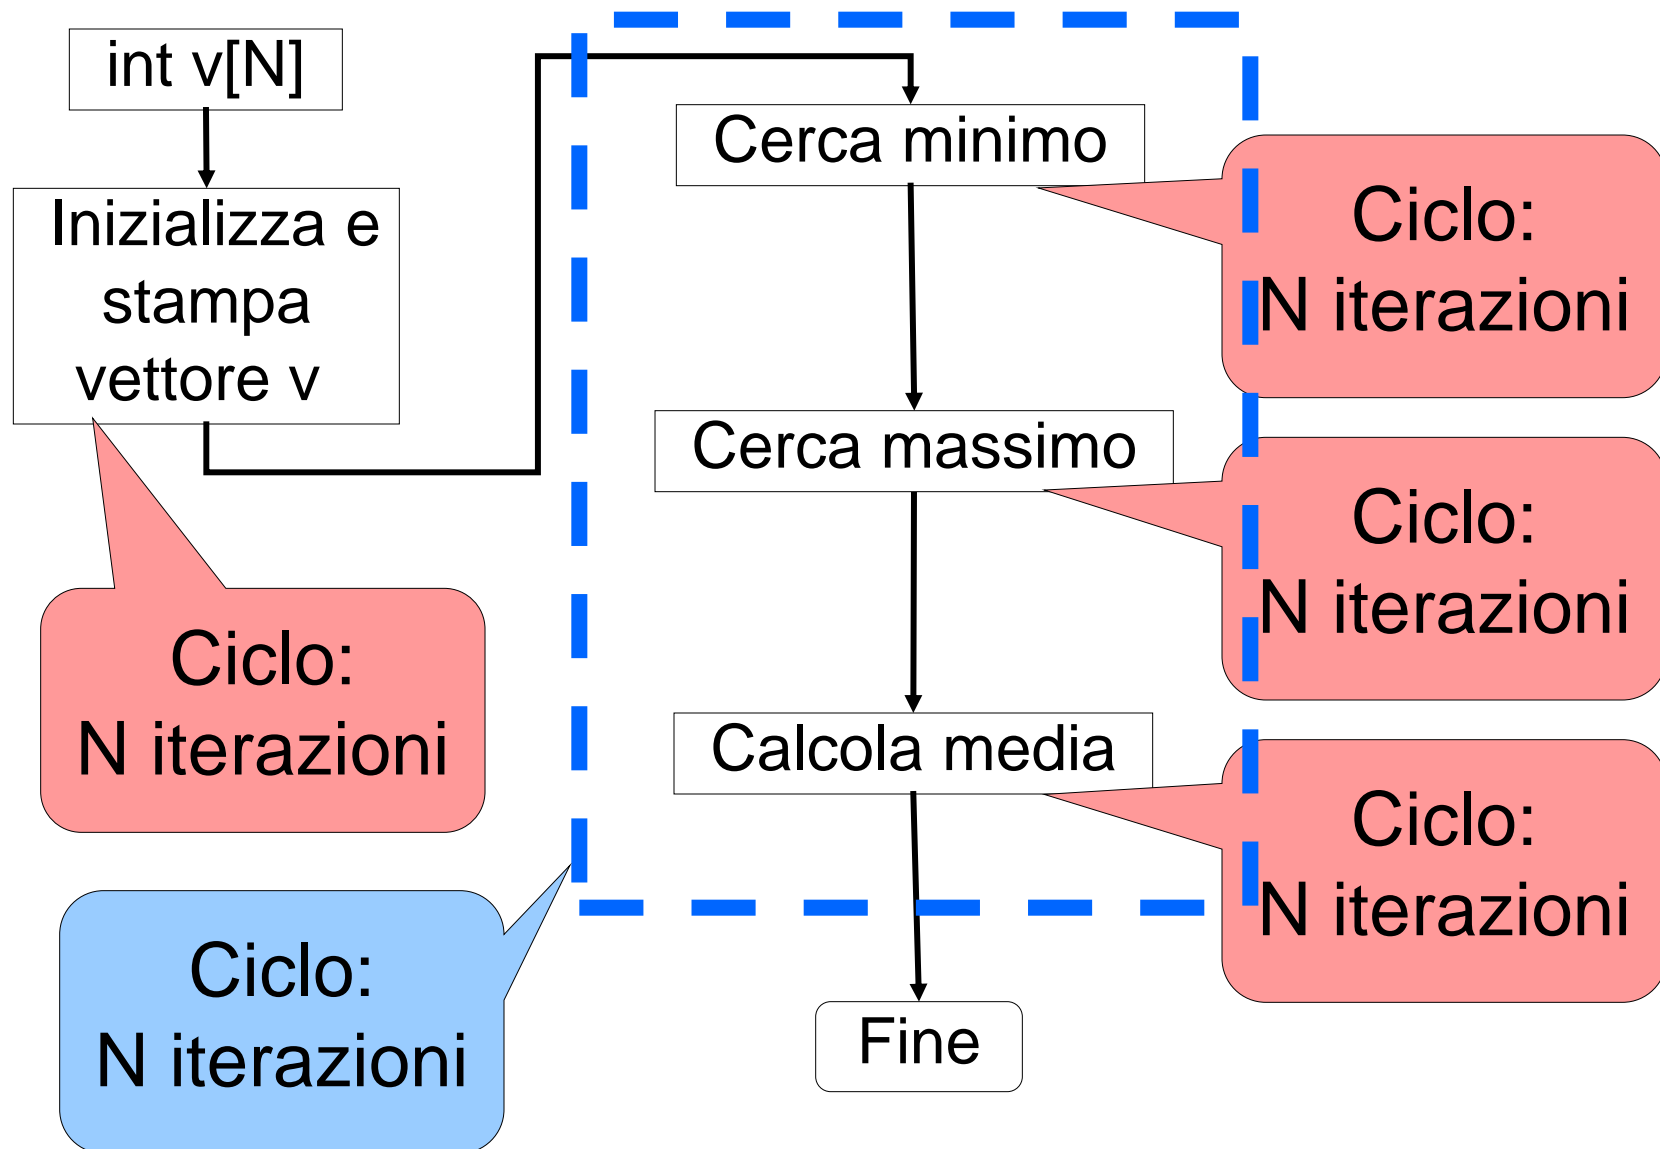 int v[N]
Inizializza e
stampa
vettore v
Ciclo:
N iterazioni
Ciclo:
N iterazioni
Cerca minimo
Ciclo:
N iterazioni
Cerca massimo
Ciclo:
N iterazioni
Calcola media
Ciclo:
N iterazioni
Fine